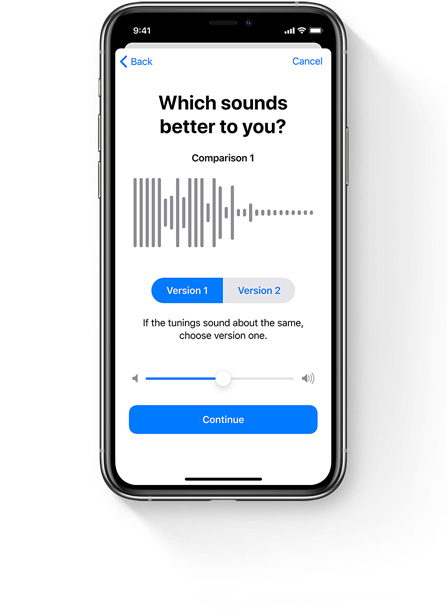 9:41
Back
Cancel
Which sounds
better to you?
Comparison 1
Version 1
Version 2
If the tunings sound about the same,
choose version one.
Continue